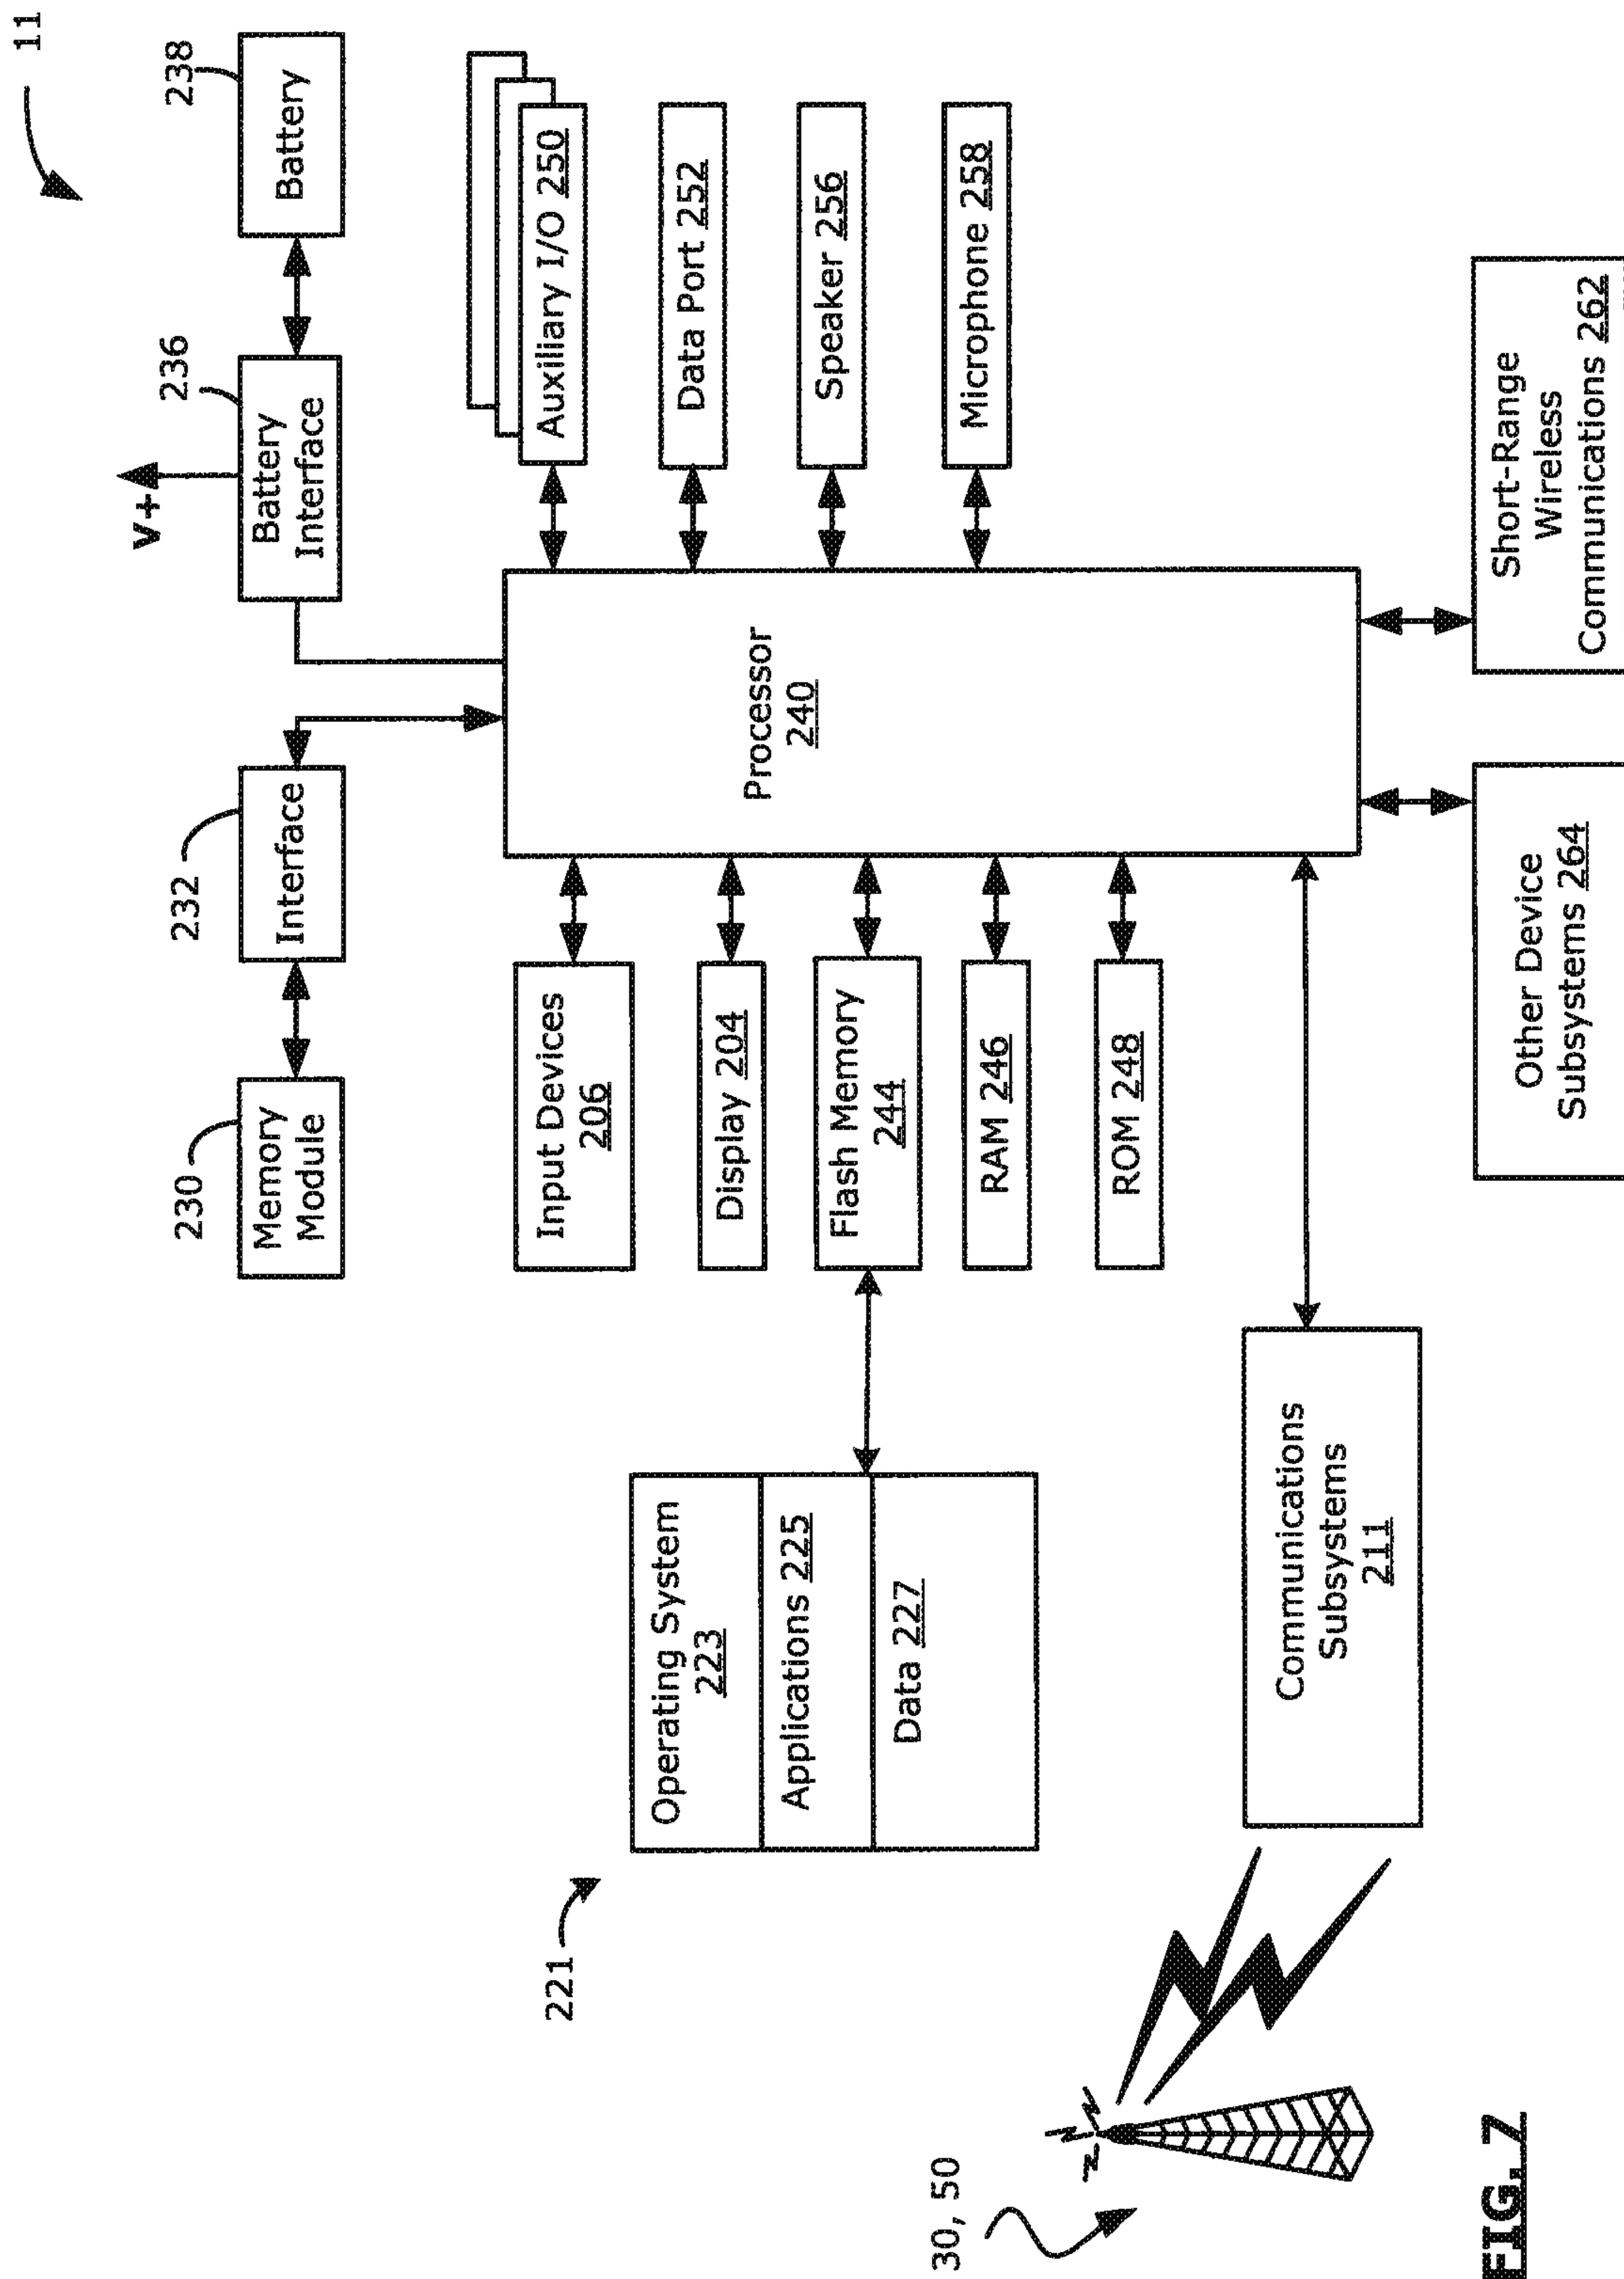 11
230
232
236
238
V+
Memory
Module
Interface
Battery
Interface
Battery
Input Devices
206
Display 204
Flash Memory
244
RAM 246
ROM 248
Processor
240
Auxiliary I/O 250
Data Port 252
Speaker 256
Microphone 258
221
Operating System
223
Applications 225
Data 227
30, 50
Communications
Subsystems
211
Other Device
Subsystems 264
Short-Range
Wireless
Communications 262
FIG. 7